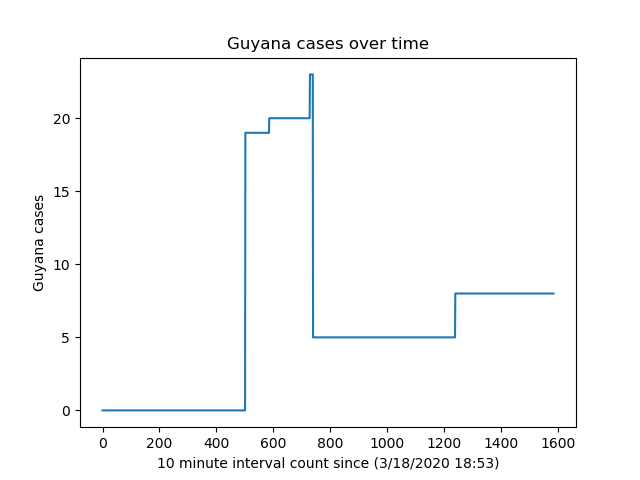 Guyana cases over time
20
15
10
5
0
Guyana cases
0 200 400 600 800 1000 1200 1400 1600
10 minute interval count since (3/18/2020 18:53)